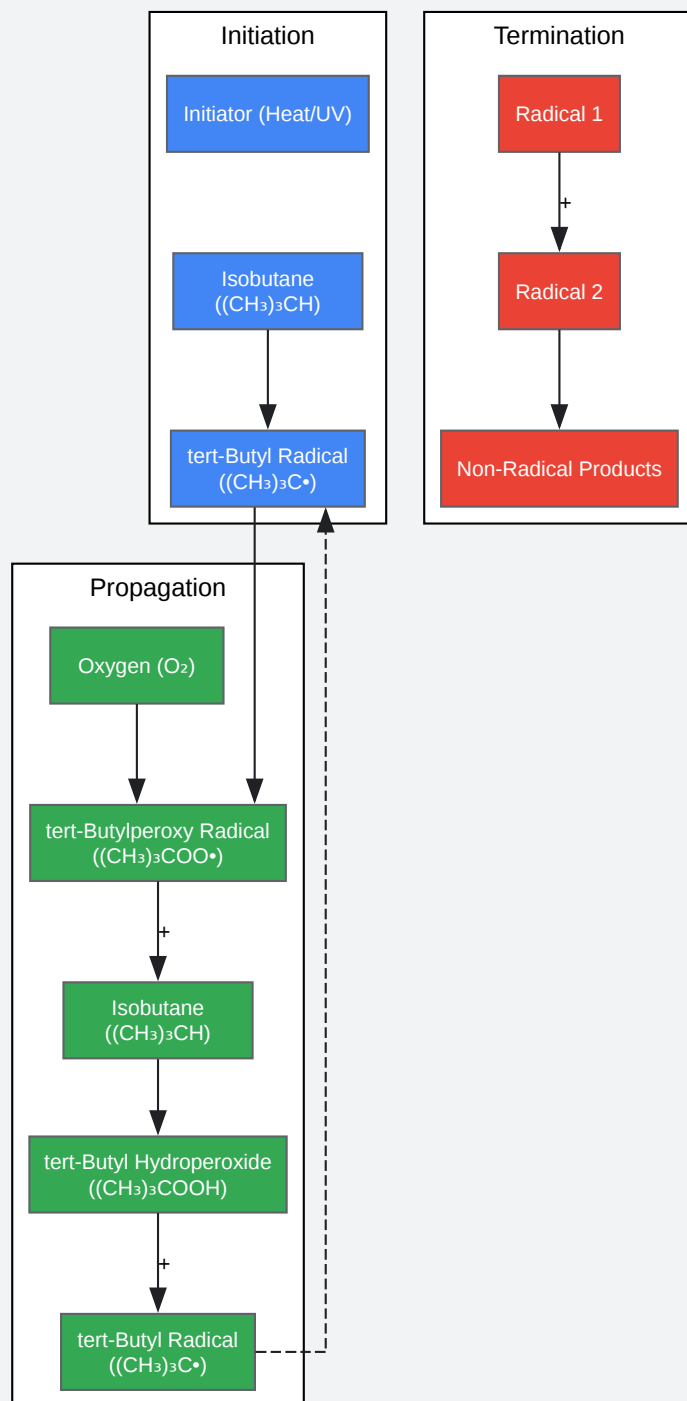 Initiation
Initiator (Heat/UV)
Isobutane
((CH₃)₃CH)
tert-Butyl Radical
((CH₃)₃C•)
Termination
Radical 1
+
Radical 2
Non-Radical Products
Propagation
Oxygen (O₂)
tert-Butylperoxy Radical
((CH₃)₃COO•)
+
Isobutane
((CH₃)₃CH)
tert-Butyl Hydroperoxide
((CH₃)₃COOH)
+
tert-Butyl Radical
((CH₃)₃C•)